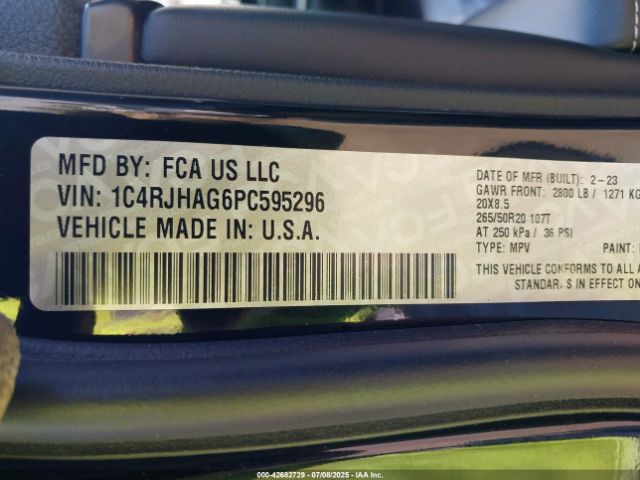 MFD BY: FCA US LLC
VIN: 1C4RJHAG6PC595296
VEHICLE MADE IN: U.S.A.
DATE OF MFR (BUILT): 2-23
GAWR FRONT: 2800 LB / 1271 KG
20X8.5
265/50R20 107T
AT 250 kPa / 36 PSI
TYPE: MPV PAINT:
THIS VEHICLE CONFORMS TO ALL
STANDAR S IN EFFECT ON
000-42682729 - 07/08/2025 - IAA Inc.